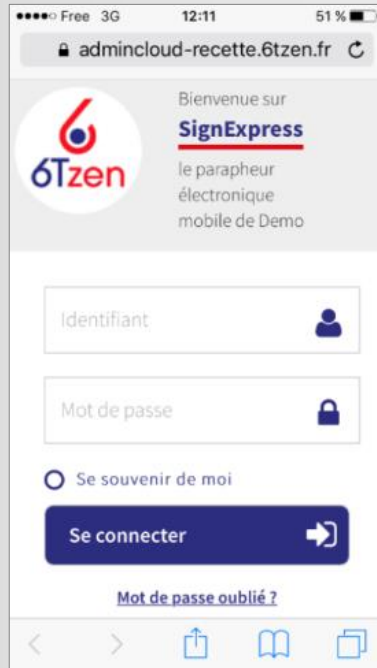 Free 3G 12:11 51 %
admincloud-recette.6tzen.fr
Bienvenue sur
SignExpress
le parapheur
électronique
mobile de Demo
6Tzen
Identifiant
Mot de passe
Se souvenir de moi
Se connecter
Mot de passe oublié ?